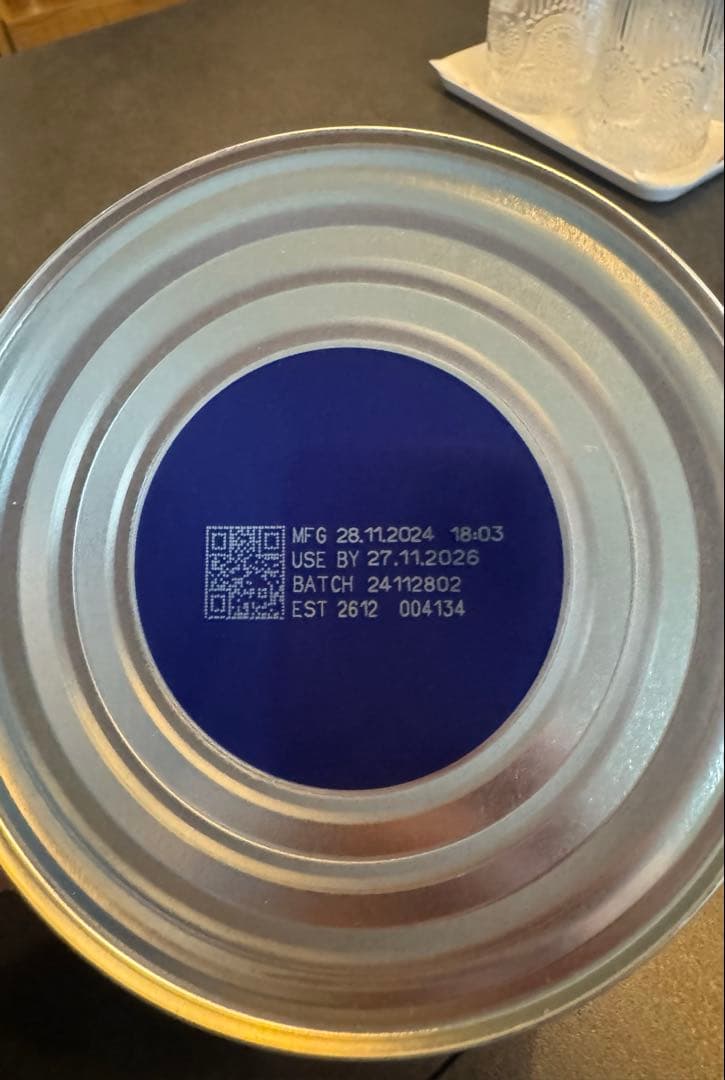 MFG 28.11.2024 18:03
USE BY 27.11.2026
BATCH 24112802
EST 2612 004134